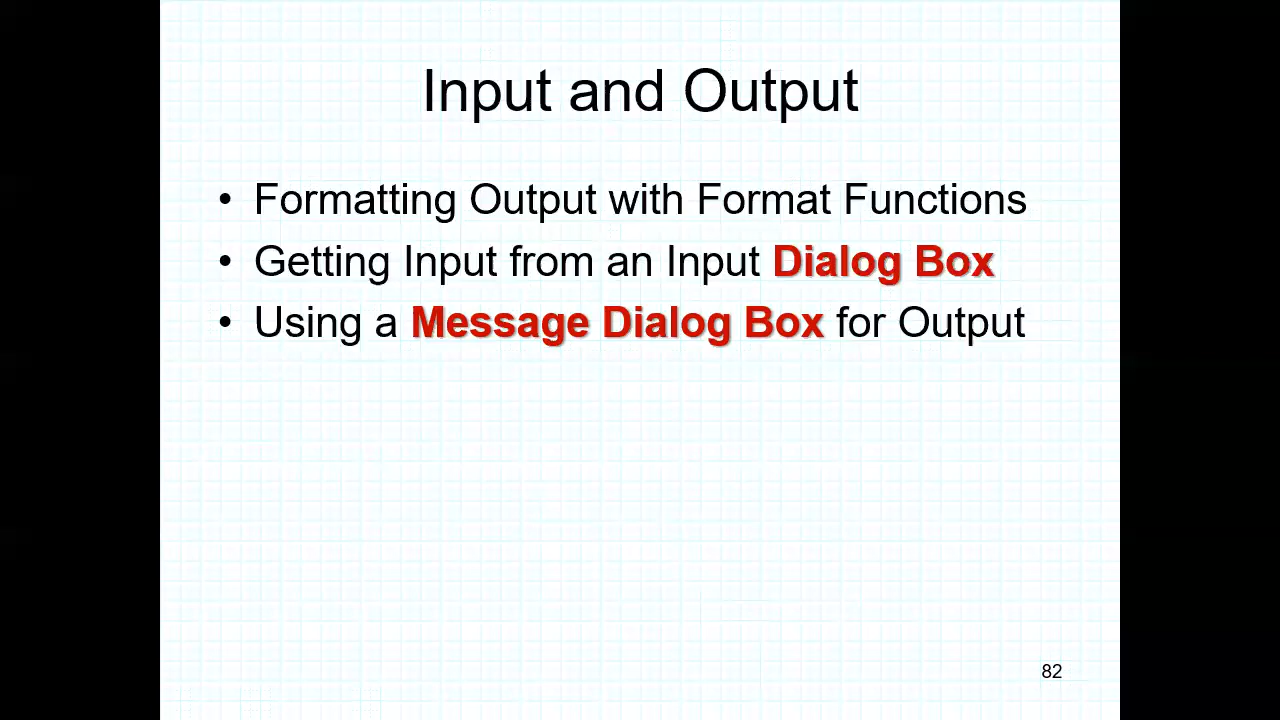 Input and Output
• Formatting Output with Format Functions
• Getting Input from an Input Dialog Box
• Using a Message Dialog Box for Output
82